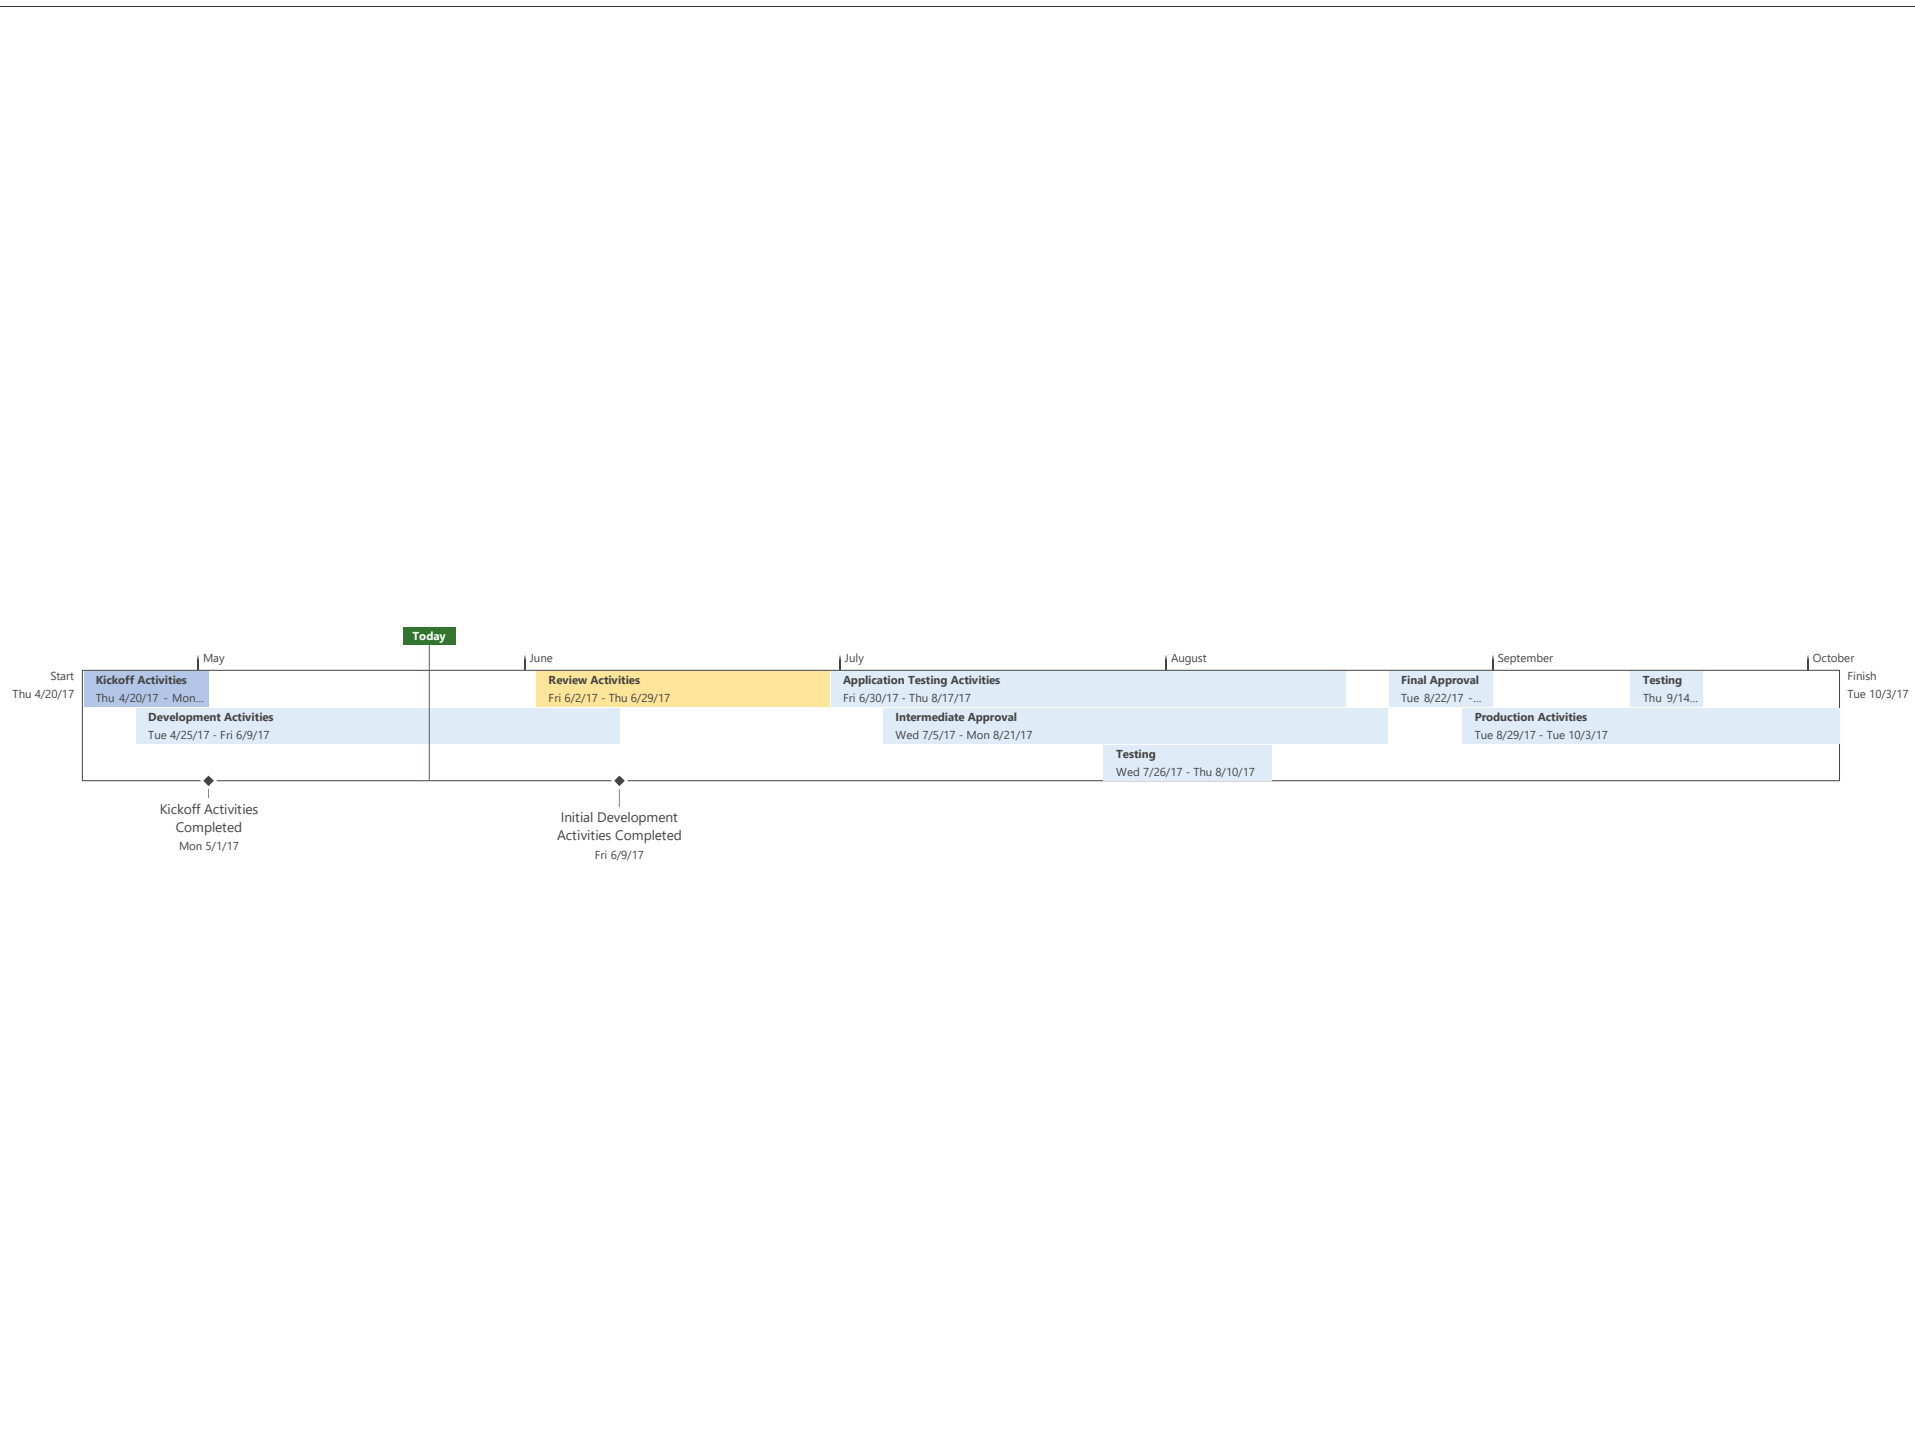 Today
May
June
July
August
September
October
Start
Thu 4/20/17
Finish
Tue 10/3/17
Kickoff Activities
Thu 4/20/17 - Mon...
Review Activities
Fri 6/2/17 - Thu 6/29/17
Application Testing Activities
Fri 6/30/17 - Thu 8/17/17
Final Approval
Tue 8/22/17 -...
Testing
Thu 9/14...
Development Activities
Tue 4/25/17 - Fri 6/9/17
Intermediate Approval
Wed 7/5/17 - Mon 8/21/17
Production Activities
Tue 8/29/17 - Tue 10/3/17
Testing
Wed 7/26/17 - Thu 8/10/17
Kickoff Activities
Completed
Mon 5/1/17
Initial Development
Activities Completed
Fri 6/9/17